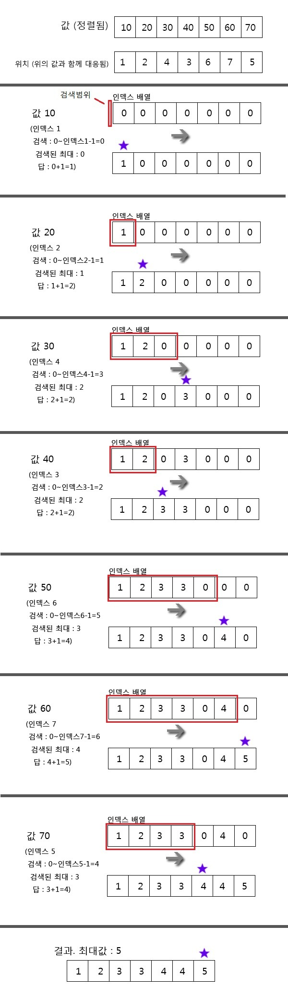 값 (정렬됨) 10 20 30 40 50 60 70
위치 (위의 값과 함께 대응됨) 1 2 4 3 6 7 5
검색범위
인덱스 배열
값 10 0 0 0 0 0 0 0
(인덱스 1
검색 : 0~인덱스1-1=0
검색된 최대 : 0
답 : 0+1=1)
1 0 0 0 0 0 0
인덱스 배열
값 20 1 0 0 0 0 0 0
(인덱스 2
검색 : 0~인덱스2-1=1
검색된 최대 : 1
답 : 1+1=2)
1 2 0 0 0 0 0
인덱스 배열
값 30 1 2 0 0 0 0 0
(인덱스 4
검색 : 0~인덱스4-1=3
검색된 최대 : 2
답 : 2+1=2)
1 2 0 3 0 0 0
인덱스 배열
값 40 1 2 0 3 0 0 0
(인덱스 3
검색 : 0~인덱스3-1=2
검색된 최대 : 2
답 : 2+1=2)
1 2 3 3 0 0 0
인덱스 배열
값 50 1 2 3 3 0 0 0
(인덱스 6
검색 : 0~인덱스6-1=5
검색된 최대 : 3
답 : 3+1=4)
1 2 3 3 0 4 0
인덱스 배열
값 60 1 2 3 3 0 4 0
(인덱스 7
검색 : 0~인덱스7-1=6
검색된 최대 : 4
답 : 4+1=5)
1 2 3 3 0 4 5
인덱스 배열
값 70 1 2 3 3 0 4 0
(인덱스 5
검색 : 0~인덱스5-1=4
검색된 최대 : 3
답 : 3+1=4)
1 2 3 3 4 4 5
결과. 최대값 : 5
1 2 3 3 4 4 5